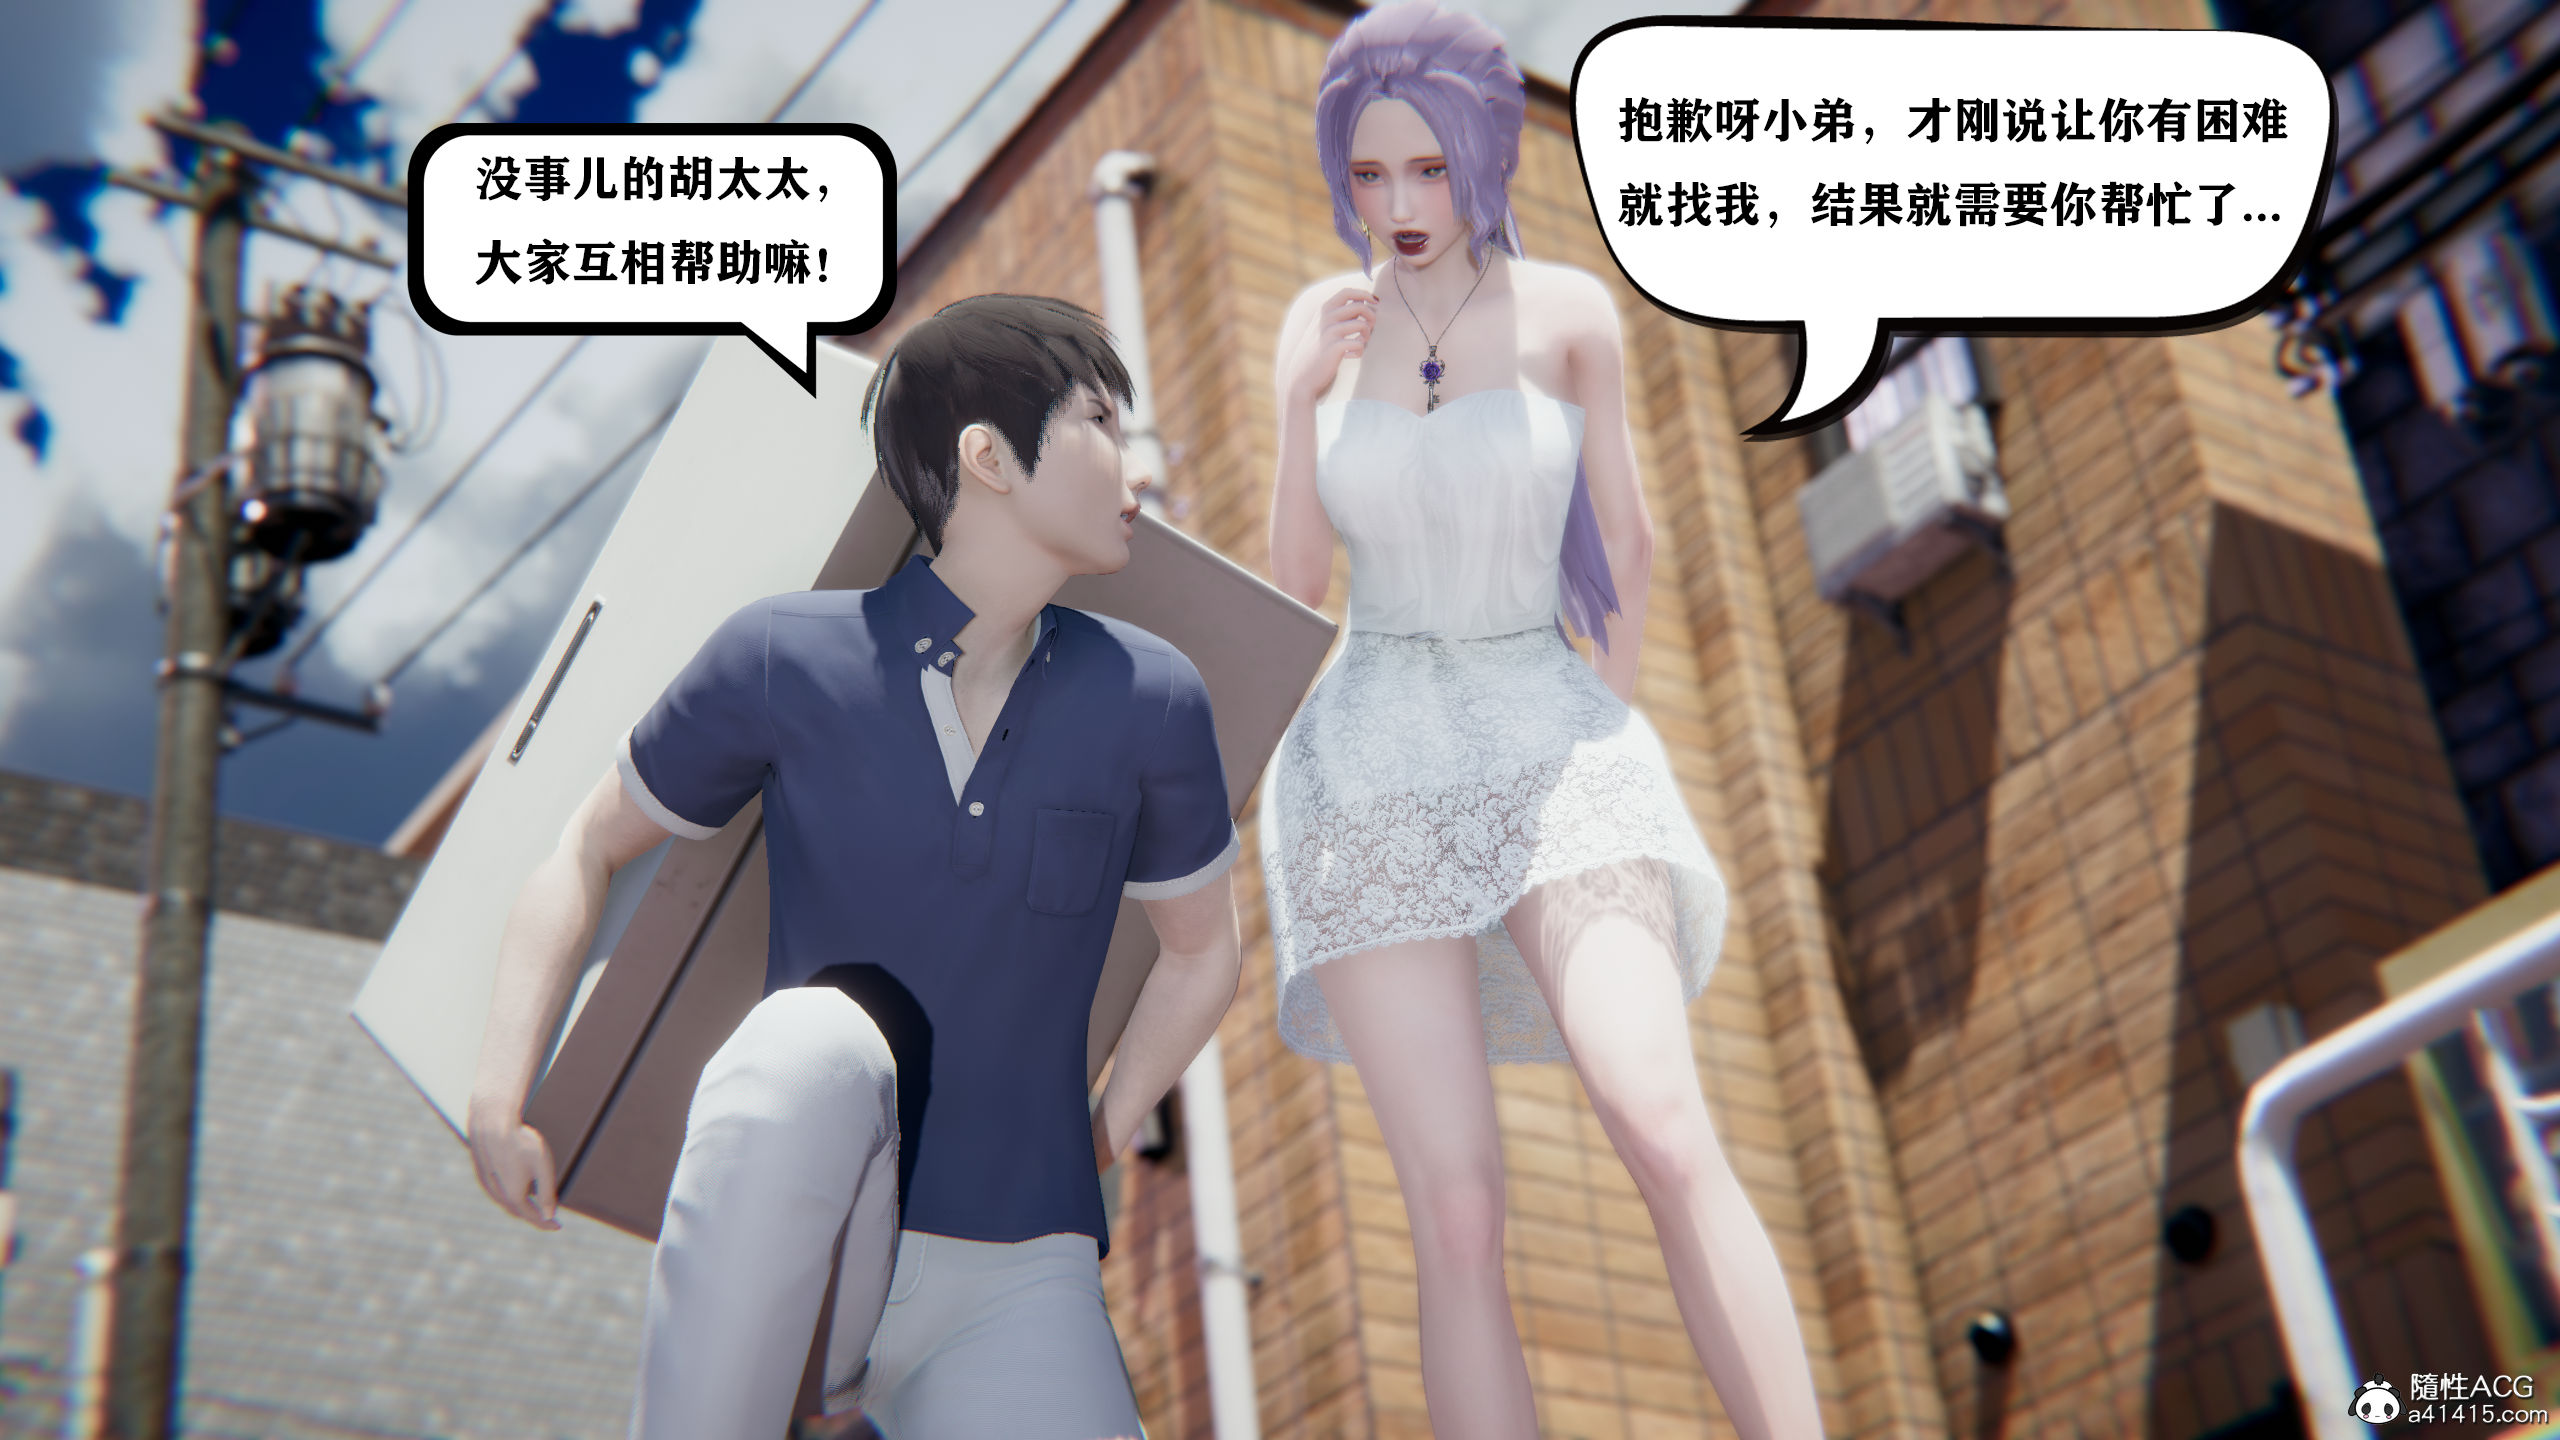 没事儿的胡太太，
大家互相帮助嘛！
抱歉呀小弟，才刚说让你有困难
就找我，结果就需要你帮忙了...
隨性ACG
a41415.com